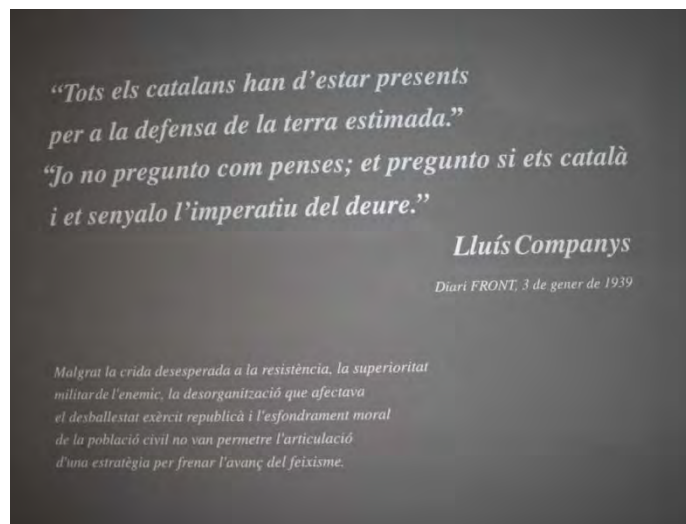 “Tots els catalans han d’estar presents
per a la defensa de la terra estimada.”
“Jo no pregunto com penses; et pregunto si ets català
i et senyalo l’imperatiu del deure.”
Lluís Companys
Diari FRONT, 3 de gener de 1939
Malgrat la crida desesperada a la resistència, la superioritat
militar de l'enemic, la desorganització que afectava
el desballestat exèrcit republicà i l'esfondrament moral
de la població civil no van permetre l'articulació
d'una estratègia per frenar l'avanç del feixisme.